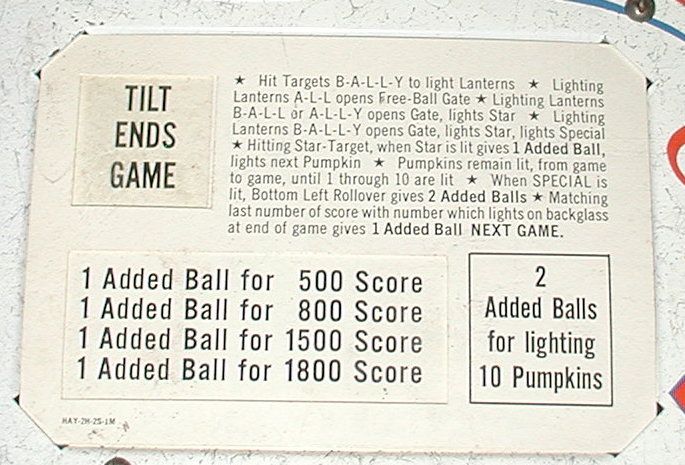 TILT
ENDS
GAME
★ Hit Targets B-A-L-L-Y to light Lanterns ★ Lighting
Lanterns A-L-L opens Free-Ball Gate ★ Lighting Lanterns
B-A-L-L or A-L-L-Y opens Gate, lights Star ★ Lighting
Lanterns B-A-L-L-Y opens Gate, lights Star, lights Special
★ Hitting Star-Target, when Star is lit gives 1 Added Ball,
lights next Pumpkin ★ Pumpkins remain lit, from game
to game, until 1 through 10 are lit ★ When SPECIAL is
lit, Bottom Left Rollover gives 2 Added Balls ★ Matching
last number of score with number which lights on backglass
at end of game gives 1 Added Ball NEXT GAME.
1 Added Ball for 500 Score
1 Added Ball for 800 Score
1 Added Ball for 1500 Score
1 Added Ball for 1800 Score
2
Added Balls
for lighting
10 Pumpkins
HAY-2H-2S-1M